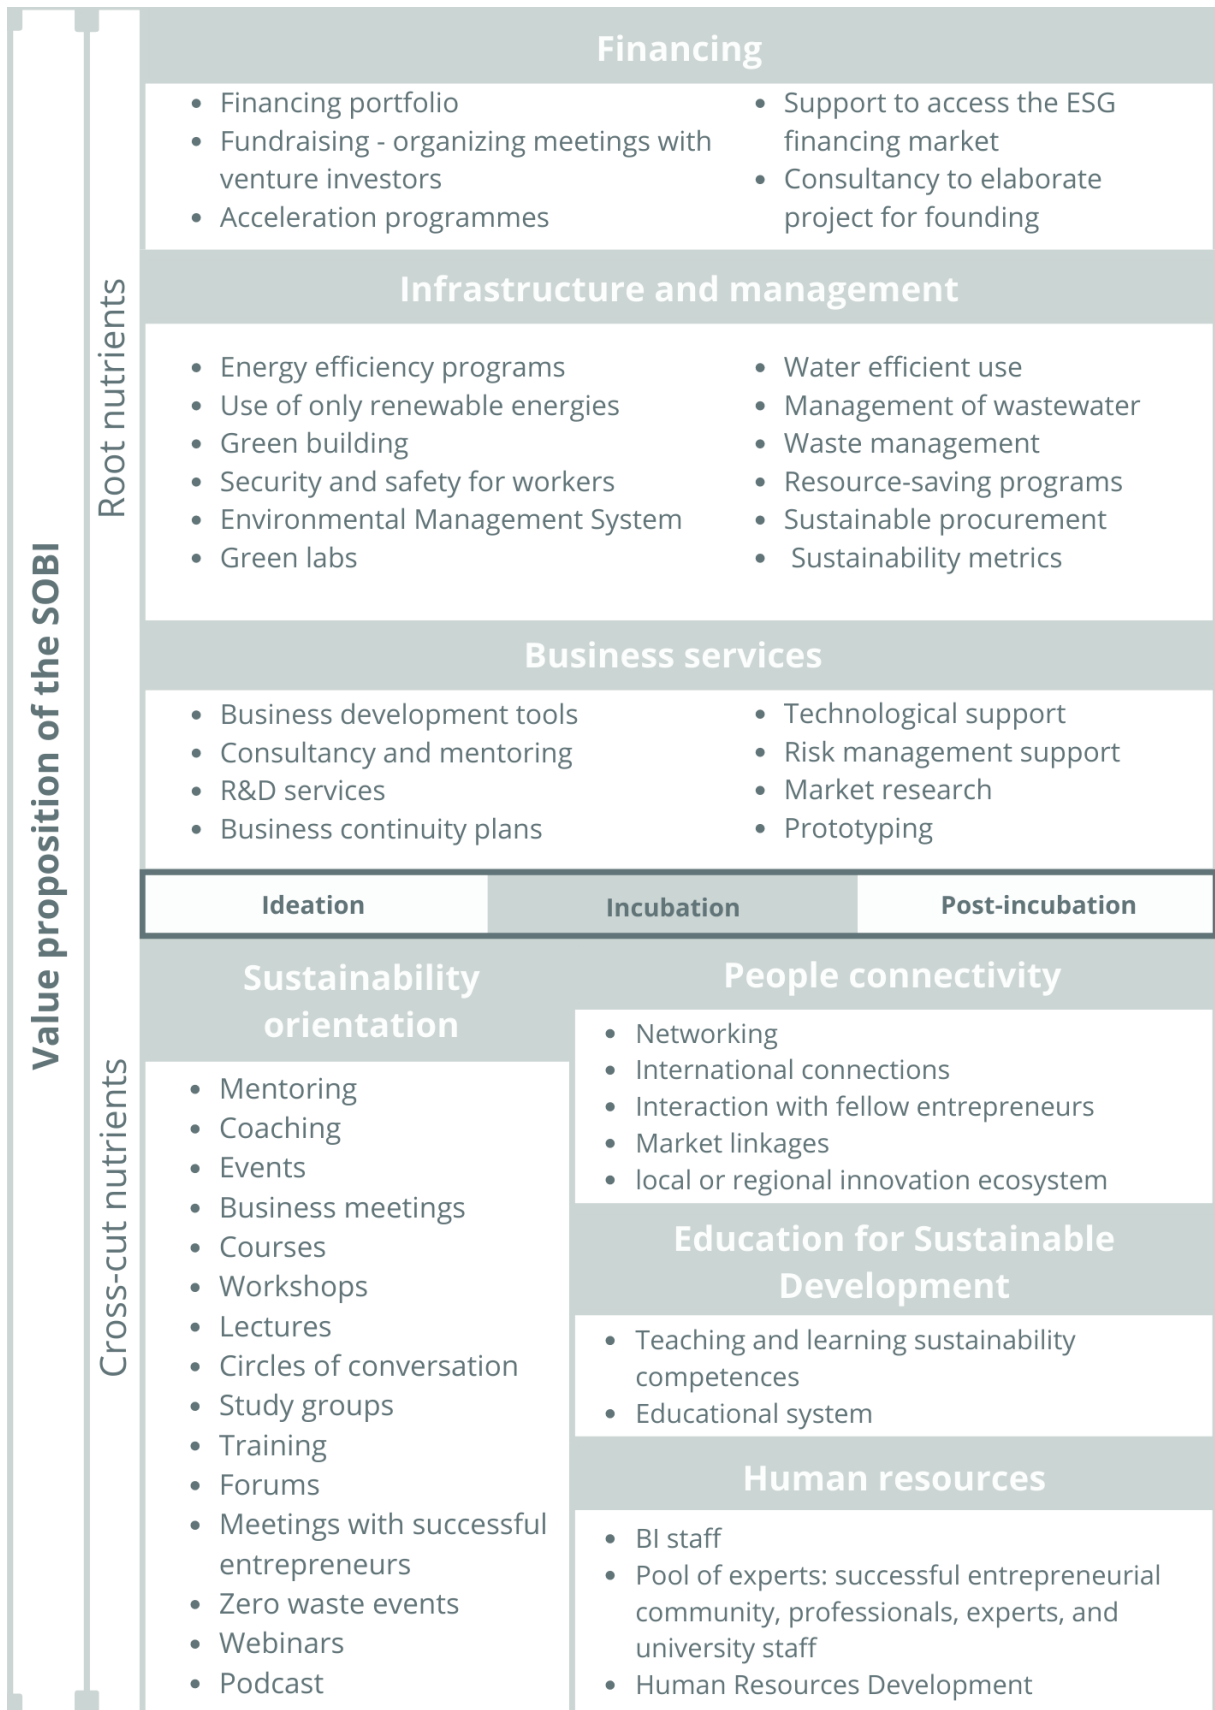 Value proposition of the SOBI
Root nutrients
Financing
• Financing portfolio
• Fundraising - organizing meetings with
venture investors
• Acceleration programmes
• Support to access the ESG
financing market
• Consultancy to elaborate
project for founding
Infrastructure and management
• Energy efficiency programs
• Use of only renewable energies
• Green building
• Security and safety for workers
• Environmental Management System
• Green labs
• Water efficient use
• Management of wastewater
• Waste management
• Resource-saving programs
• Sustainable procurement
• Sustainability metrics
Business services
• Business development tools
• Consultancy and mentoring
• R&D services
• Business continuity plans
• Technological support
• Risk management support
• Market research
• Prototyping
Ideation
Incubation
Post-incubation
Cross-cut nutrients
Sustainability
orientation
• Mentoring
• Coaching
• Events
• Business meetings
• Courses
• Workshops
• Lectures
• Circles of conversation
• Study groups
• Training
• Forums
• Meetings with successful
entrepreneurs
• Zero waste events
• Webinars
• Podcast
People connectivity
• Networking
• International connections
• Interaction with fellow entrepreneurs
• Market linkages
• local or regional innovation ecosystem
Education for Sustainable
Development
• Teaching and learning sustainability
competences
• Educational system
Human resources
• BI staff
• Pool of experts: successful entrepreneurial
community, professionals, experts, and
university staff
• Human Resources Development